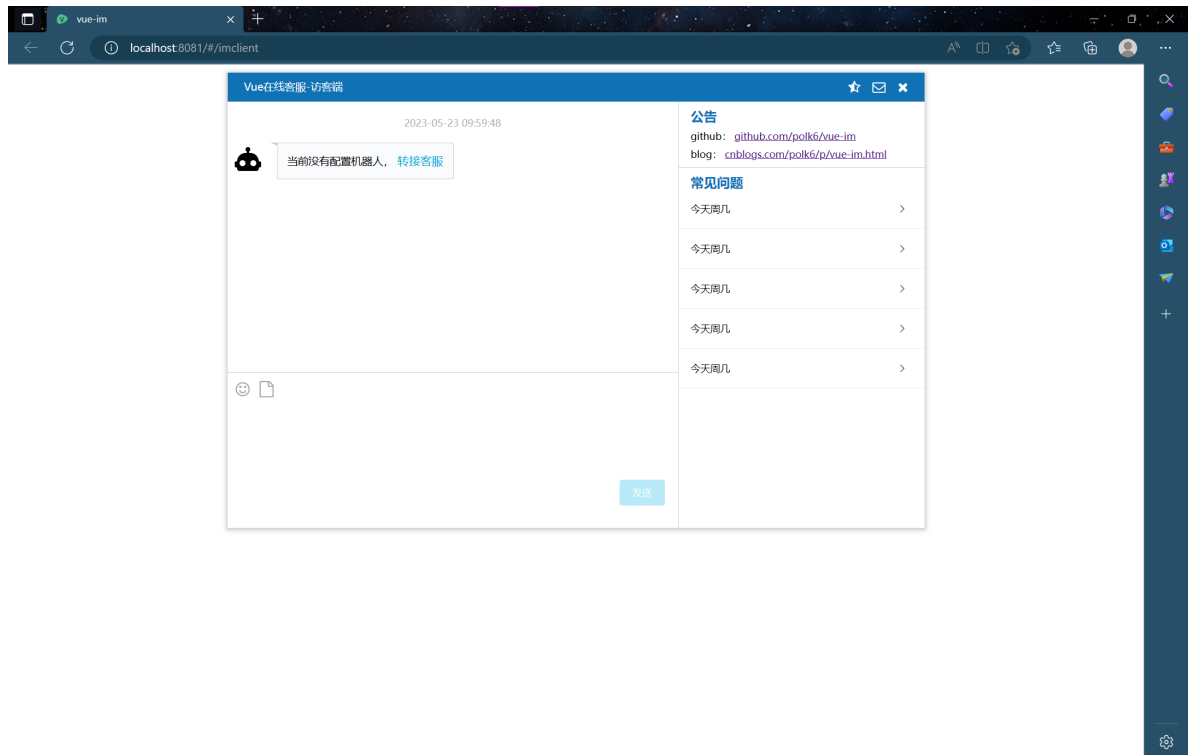 vue-im
localhost:8081/#/imclient
Vue在线客服-访客端
2023-05-23 09:59:48
当前没有配置机器人， 转接客服
发送
公告
github： github.com/polk6/vue-im
blog： cnblogs.com/polk6/p/vue-im.html
常见问题
今天周几
今天周几
今天周几
今天周几
今天周几